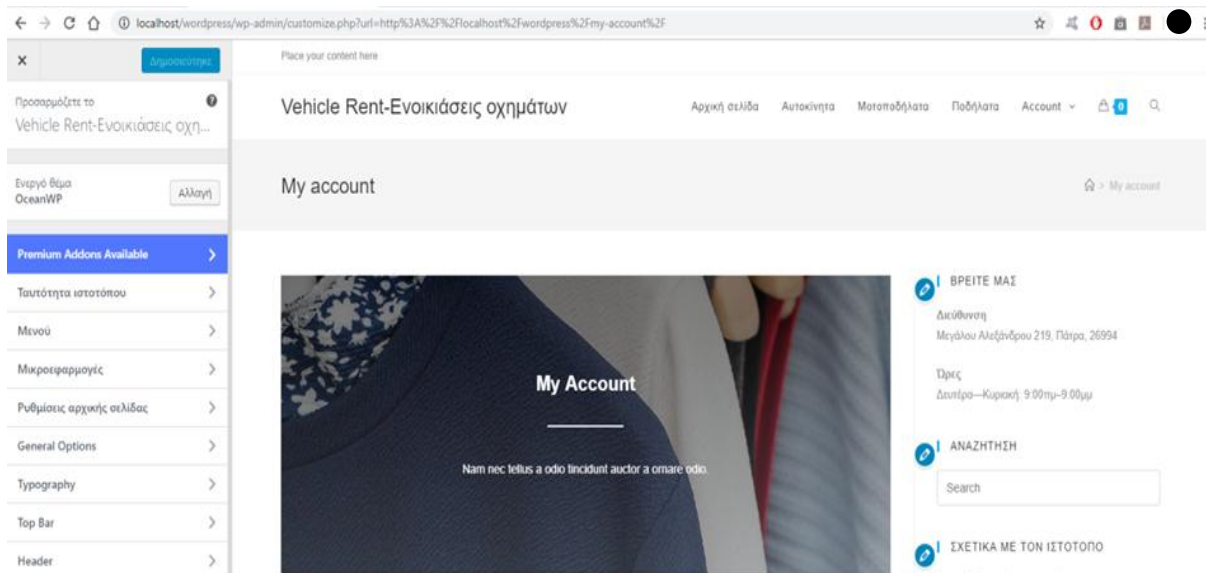 localhost/wordpress/wp-admin/customize.php?url=http%3A%2F%2Flocalhost%2Fwordpress%2Fmy-account%2F
Δημοσιεύτηκε
Προσαρμόζετε το
Vehicle Rent-Ενοικιάσεις οχη...
Ενεργό θέμα
OceanWP
Αλλαγή
Premium Addons Available
Ταυτότητα ιστοτόπου
Μενού
Μικροεφαρμογές
Ρυθμίσεις αρχικής σελίδας
General Options
Typography
Top Bar
Header
Place your content here
Vehicle Rent-Ενοικιάσεις οχημάτων
Αρχική σελίδα Αυτοκίνητα Μοτοποδήλατα Ποδήλατα Account 0
My account
> My account
My Account
Nam nec tellus a odio tincidunt auctor a ornare odio.
ΒΡΕΙΤΕ ΜΑΣ
Διεύθυνση
Μεγάλου Αλεξάνδρου 219, Πάτρα, 26994
Ώρες
Δευτέρα—Κυριακή: 9:00πμ–9:00μμ
ΑΝΑΖΗΤΗΣΗ
Search
ΣΧΕΤΙΚΑ ΜΕ ΤΟΝ ΙΣΤΟΤΟΠΟ